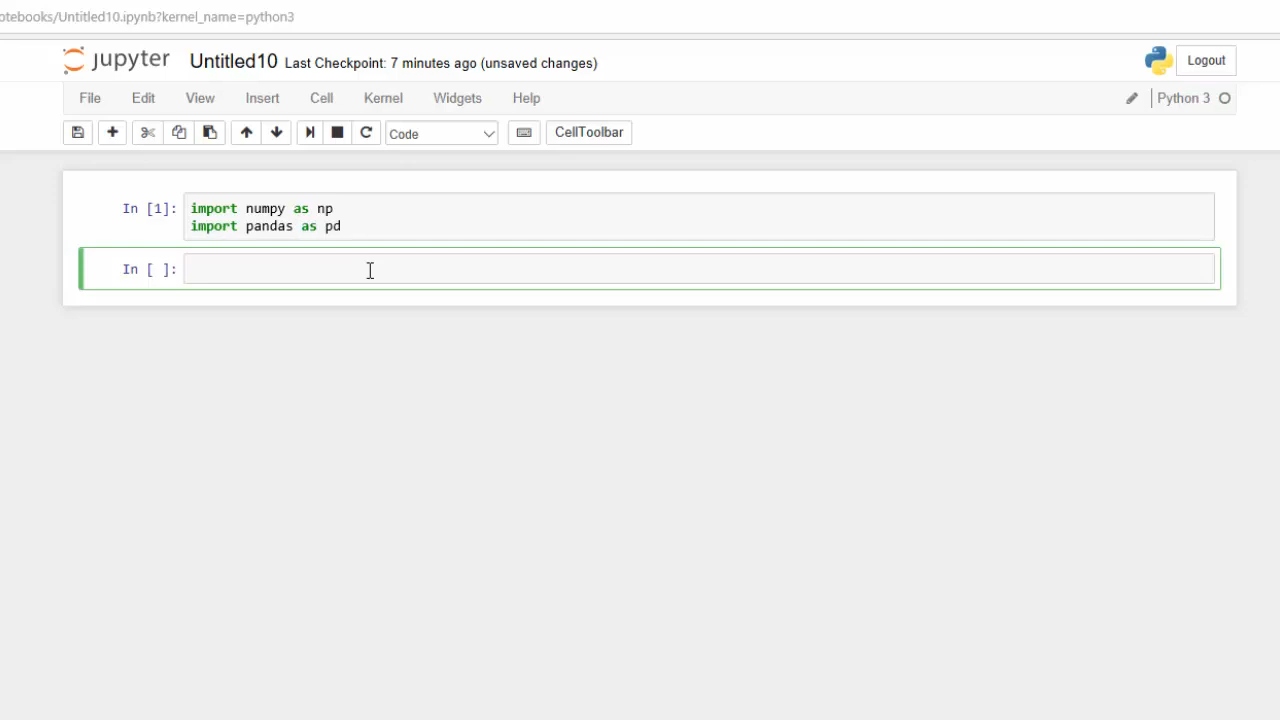 otebooks/Untitled10.ipynb?kernel_name=python3
jupyter Untitled10 Last Checkpoint: 7 minutes ago (unsaved changes) Logout
File Edit View Insert Cell Kernel Widgets Help Python 3
Code CellToolbar
In [1]: import numpy as np
import pandas as pd
In [ ]: